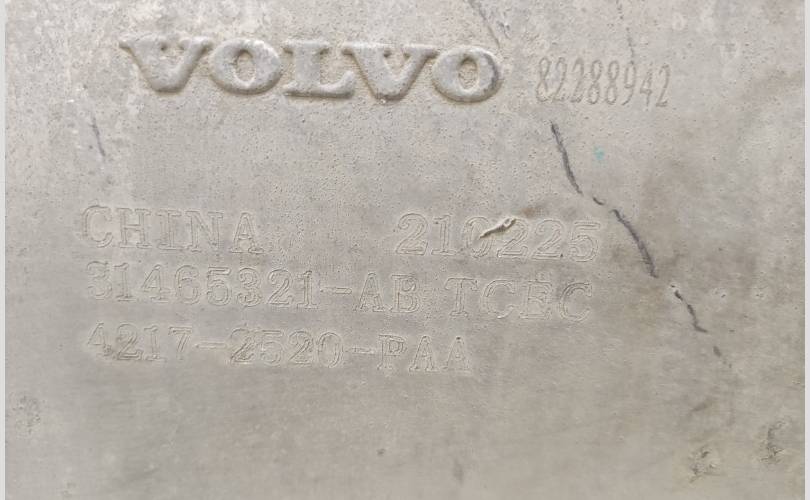 VOLVO 82288942
CHINA 210225
31465321-AB TCEC
4217-2520-PAA